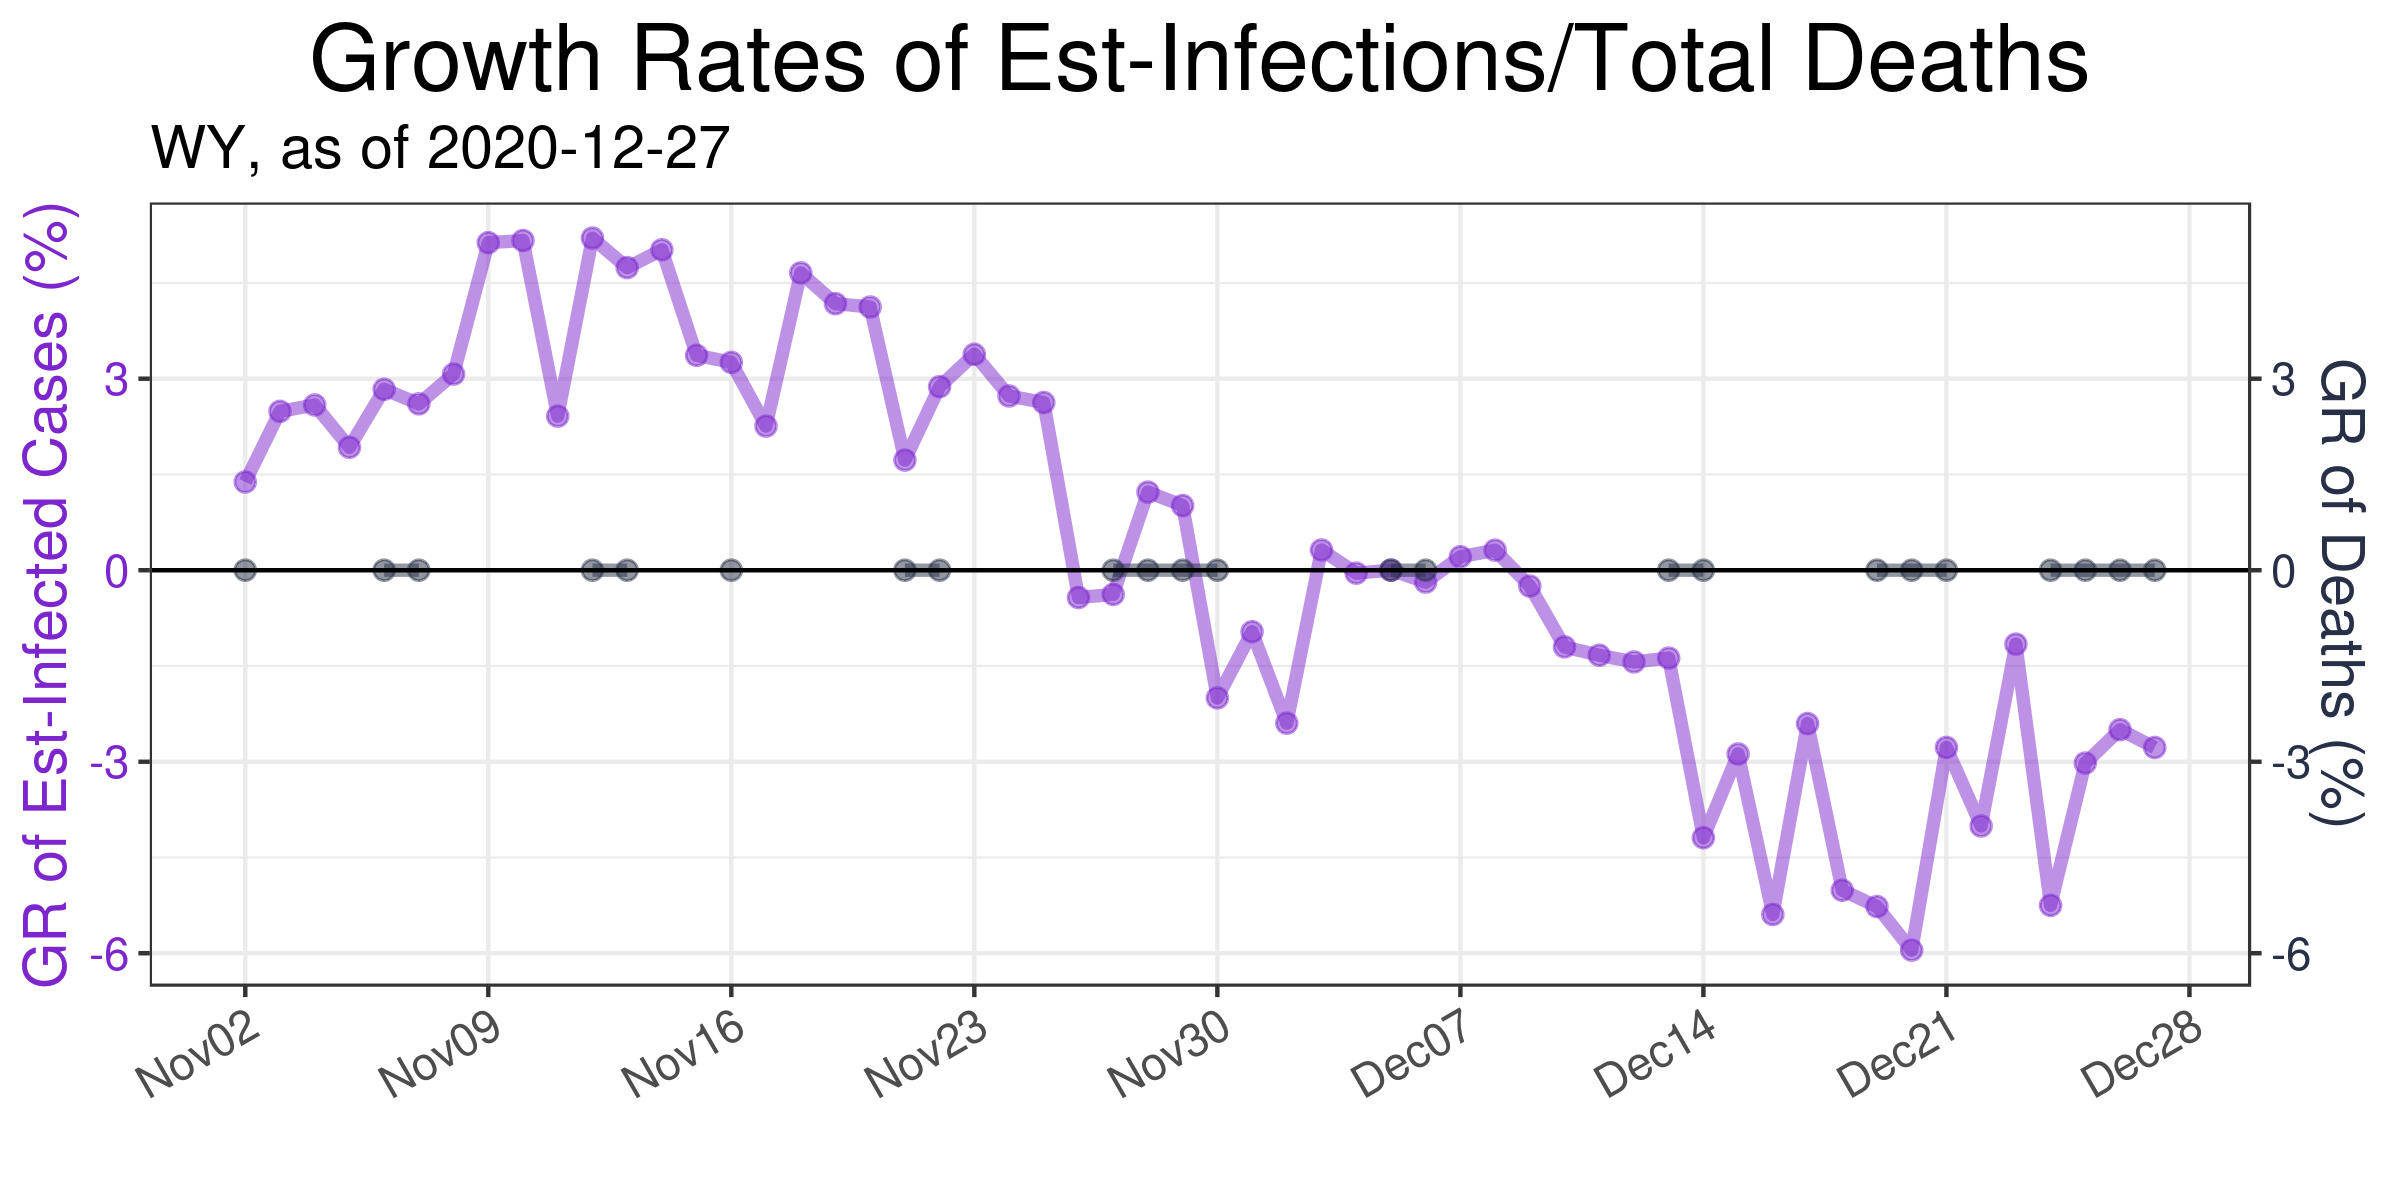 Growth Rates of Est-Infections/Total Deaths
WY, as of 2020-12-27
GR of Est-Infected Cases (%)
3
0
-3
-6
3
0
-3
-6
GR of Deaths (%)
Nov02
Nov09
Nov16
Nov23
Nov30
Dec07
Dec14
Dec21
Dec28